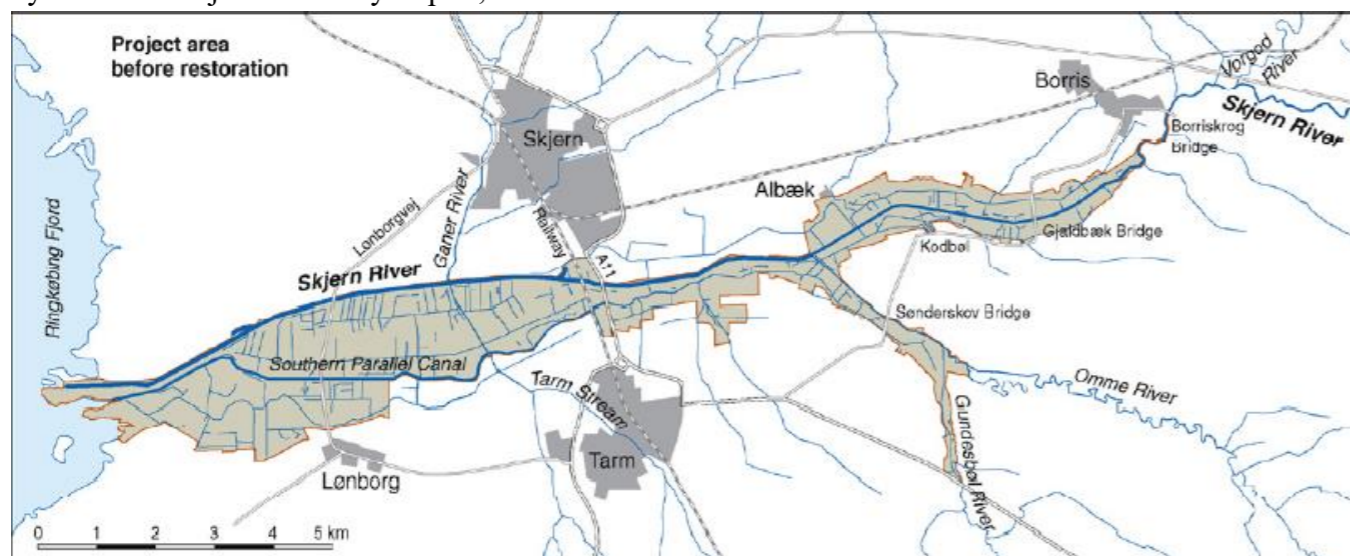 Project area
before restoration
Ringkøbing Fjord
Lønborgvej
Ganer River
Skjern
Railway
A11
Skjern River
Southern Parallel Canal
Lønborg
Tarm Stream
Tarm
Albæk
Borris
Vorgod
River
Skjern River
Borriskrog
Bridge
Gjaldbæk Bridge
Kodbøl
Sønderskov Bridge
Omme River
Gundesbøl River
0 1 2 3 4 5 km